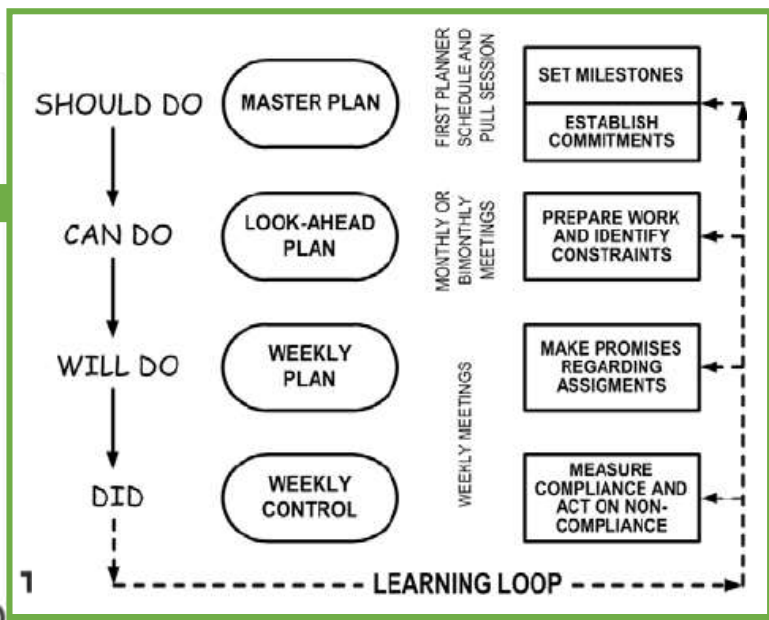 SHOULD DO
MASTER PLAN
FIRST PLANNER
SCHEDULE AND
PULL SESSION
SET MILESTONES
ESTABLISH
COMMITMENTS
CAN DO
LOOK-AHEAD
PLAN
MONTHLY OR
BIMONTHLY
MEETINGS
PREPARE WORK
AND IDENTIFY
CONSTRAINTS
WILL DO
WEEKLY
PLAN
WEEKLY MEETINGS
MAKE PROMISES
REGARDING
ASSIGMENTS
DID
WEEKLY
CONTROL
MEASURE
COMPLIANCE AND
ACT ON NON-
COMPLIANCE
LEARNING LOOP